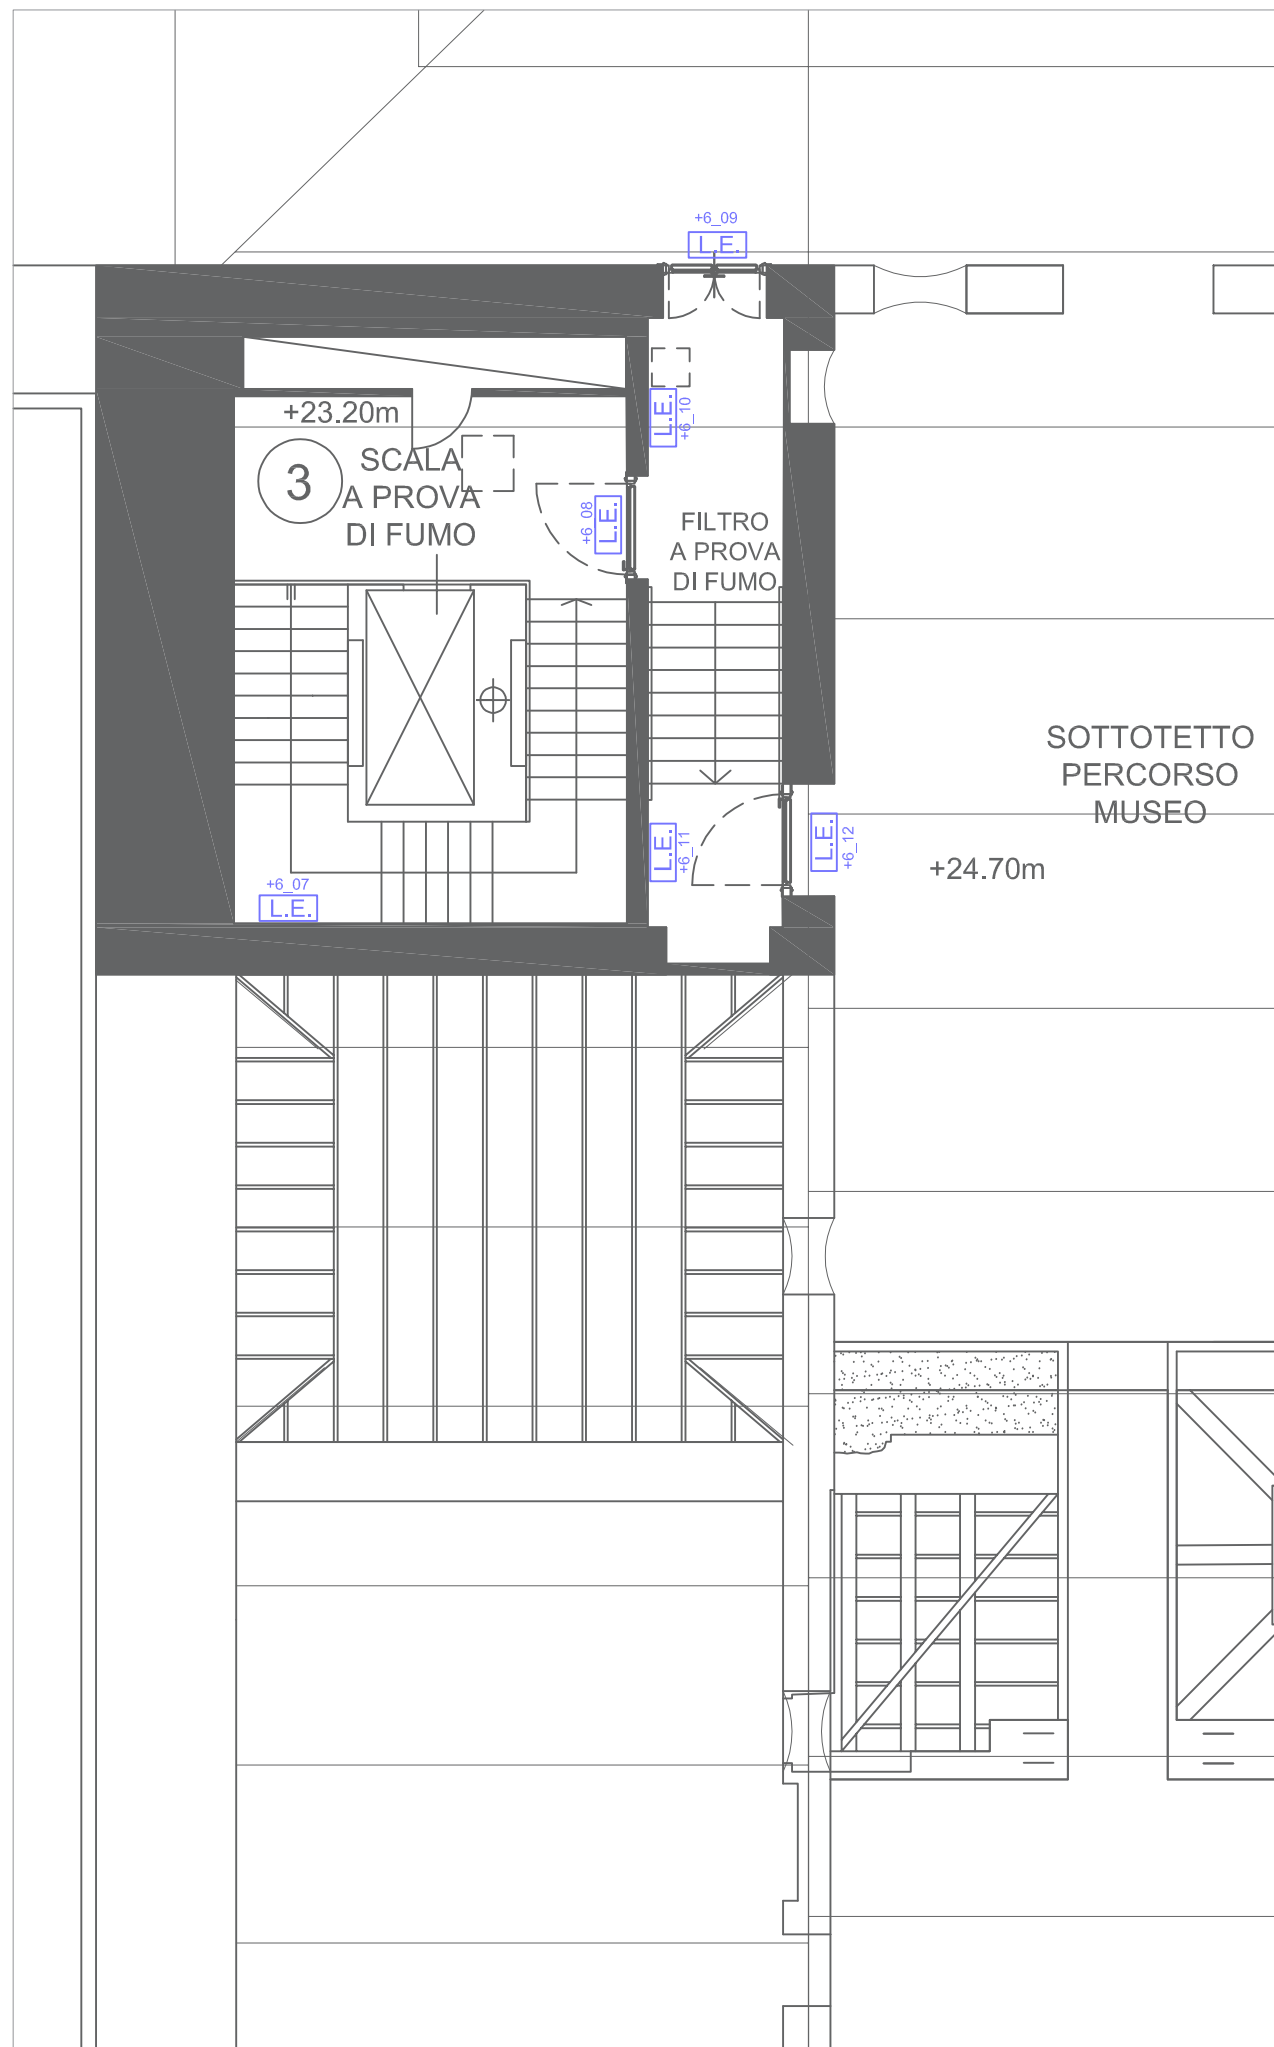 +6_09
L.E.
+23.20m
3
SCALA
A PROVA
DI FUMO
L.E.
+6_10
+6_08
L.E.
FILTRO
A PROVA
DI FUMO
SOTTOTETTO
PERCORSO
MUSEO
+24.70m
L.E.
+6_11
L.E.
+6_12
+6_07
L.E.